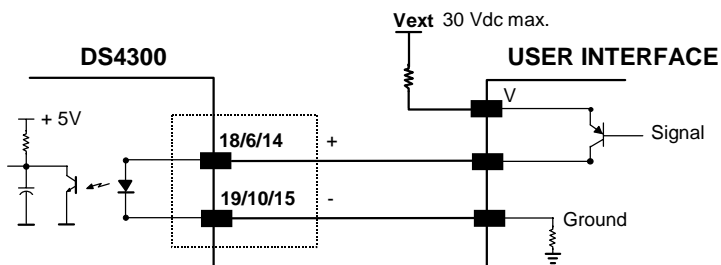 Vext 30 Vdc max.
DS4300
USER INTERFACE
V
+ 5V
18/6/14
+
Signal
19/10/15
-
Ground